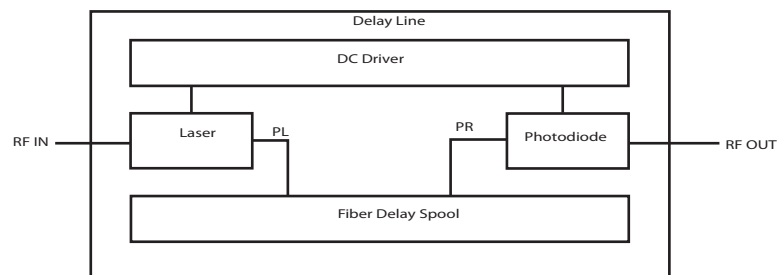 Delay Line
DC Driver
Laser
PL
PR
Photodiode
RF IN
RF OUT
Fiber Delay Spool